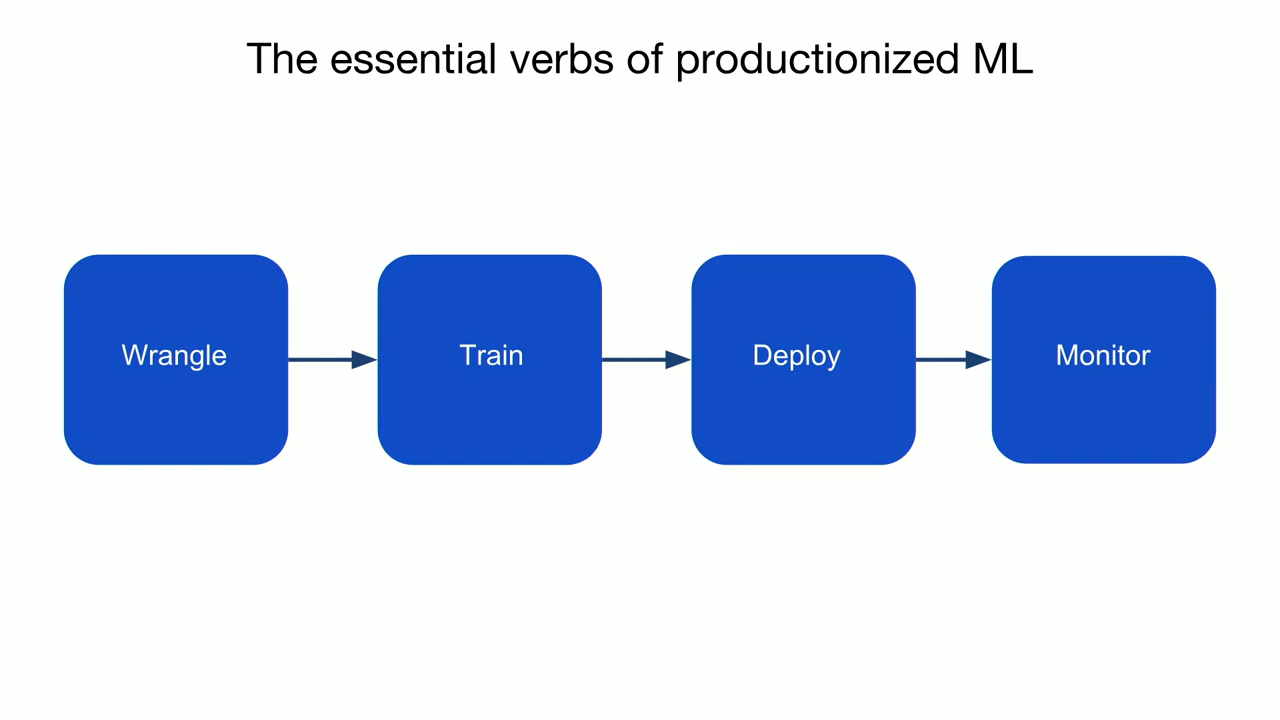 The essential verbs of productionized ML
Wrangle
Train
Deploy
Monitor